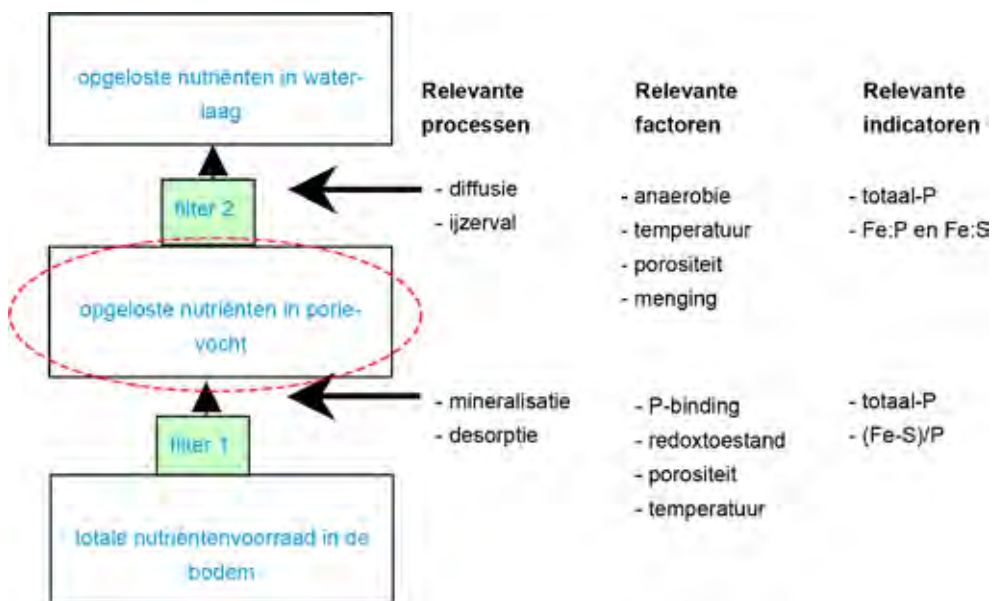 opgeloste nutriënten in water-
laag
filter 2
opgeloste nutriënten in porie-
vocht
filter 1
totale nutriëntenvoorraad in de
bodem
Relevante
processen
- diffusie
- ijzerval
- mineralisatie
- desorptie
Relevante
factoren
- anaerobie
- temperatuur
- porositeit
- menging
- P-binding
- redoxtoestand
- porositeit
- temperatuur
Relevante
indicatoren
- totaal-P
- Fe:P en Fe:S
- totaal-P
- (Fe-S)/P